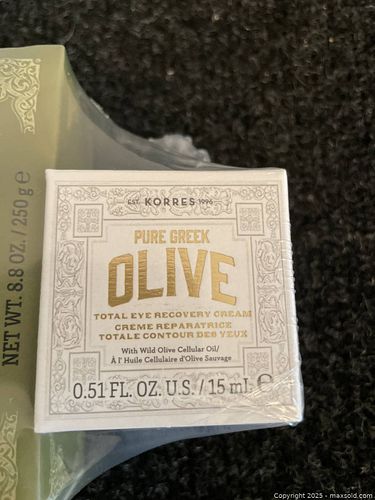 NET WT. 8.8 OZ. / 250 g ℮
EST. KORRES 1996
PURE GREEK
OLIVE
TOTAL EYE RECOVERY CREAM
CRÈME RÉPARATRICE
TOTALE CONTOUR DES YEUX
With Wild Olive Cellular Oil/
À l' Huile Cellulaire d'Olive Sauvage
0.51 FL. OZ. U.S. / 15 mL ℮
Copyright 2025 - maxsold.com